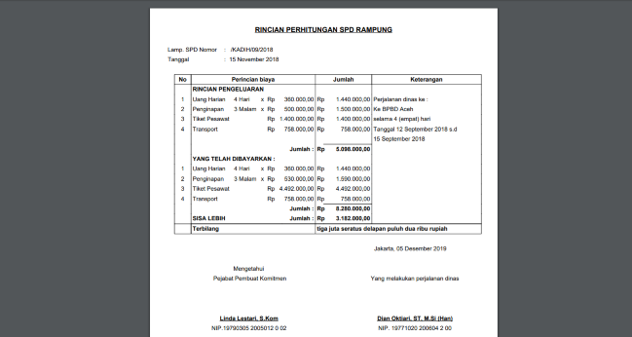 RINCIAN PERHITUNGAN SPD RAMPUNG
Lamp. SPD Nomor : /KADIH/09/2018
Tanggal : 15 November 2018
No Perincian biaya Jumlah Keterangan
RINCIAN PENGELUARAN
1 Uang Harian 4 Hari x Rp 360.000,00 Rp 1.440.000,00 Perjalanan dinas ke :
2 Penginapan 3 Malam x Rp 500.000,00 Rp 1.500.000,00 Ke BPBD Aceh
3 Tiket Pesawat Rp 1.400.000,00 Rp 1.400.000,00 selama 4 (empat) hari
4 Transport Rp 758.000,00 Rp 758.000,00 Tanggal 12 September 2018 s.d
15 September 2018
Jumlah : Rp 5.098.000,00
YANG TELAH DIBAYARKAN :
1 Uang Harian 4 Hari x Rp 360.000,00 Rp 1.440.000,00
2 Penginapan 3 Malam x Rp 530.000,00 Rp 1.590.000,00
3 Tiket Pesawat Rp 4.492.000,00 Rp 4.492.000,00
4 Transport Rp 758.000,00 Rp 758.000,00
Jumlah : Rp 8.280.000,00
SISA LEBIH Jumlah : Rp 3.182.000,00
Terbilang tiga juta seratus delapan puluh dua ribu rupiah
Jakarta, 05 Desember 2019
Mengetahui
Pejabat Pembuat Komitmen Yang melakukan perjalanan dinas
Linda Lestari, S.Kom Dian Oktiari, ST, M.Si (Han)
NIP.19790305 2005012 0 02 NIP. 19771020 200604 2 00